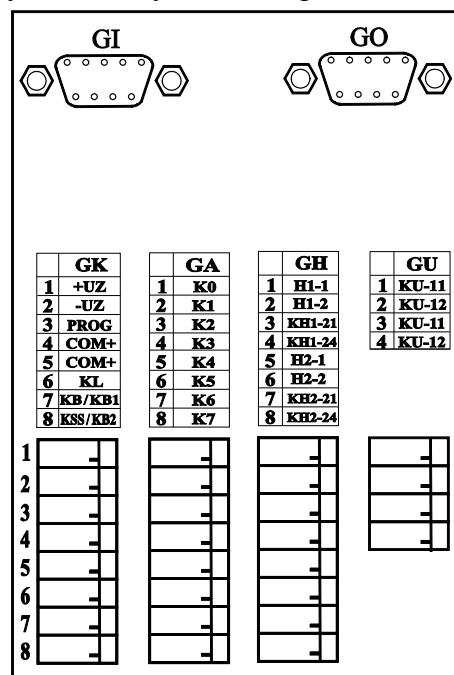 GI GO
GK GA GH GU
1 +UZ 1 K0 1 H1-1 1 KU-11
2 -UZ 2 K1 2 H1-2 2 KU-12
3 PROG 3 K2 3 KH1-21 3 KU-11
4 COM+ 4 K3 4 KH1-24 4 KU-12
5 COM+ 5 K4 5 H2-1
6 KL 6 K5 6 H2-2
7 KB/KB1 7 K6 7 KH2-21
8 KSS/KB2 8 K7 8 KH2-24
1
2
3
4
5
6
7
8